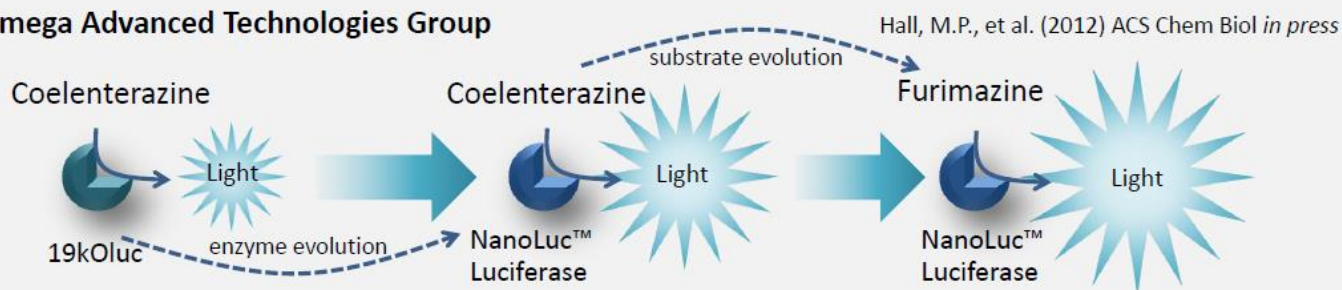 mega Advanced Technologies Group
Hall, M.P., et al. (2012) ACS Chem Biol in press
substrate evolution
Coelenterazine
Coelenterazine
Furimazine
Light
Light
Light
enzyme evolution
19kOluc
NanoLuc™
Luciferase
NanoLuc™
Luciferase